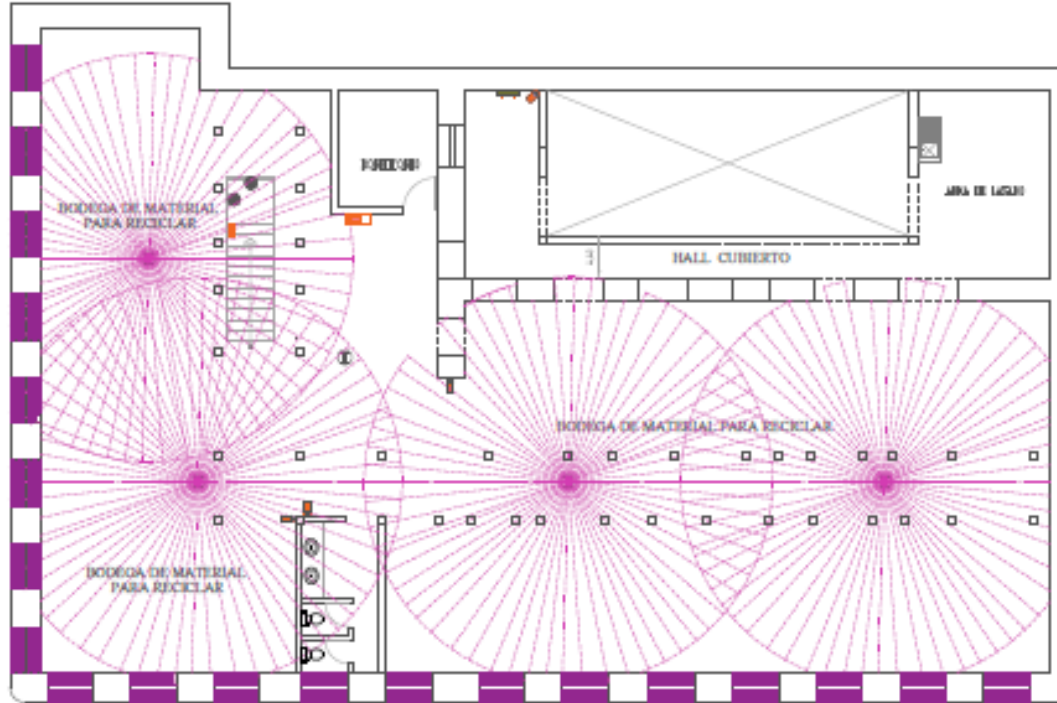 BODEGA DE MATERIAL
PARA RECICLAR
HALL CUBIERTO
BODEGA DE MATERIAL PARA RECICLAR
BODEGA DE MATERIAL
PARA RECICLAR